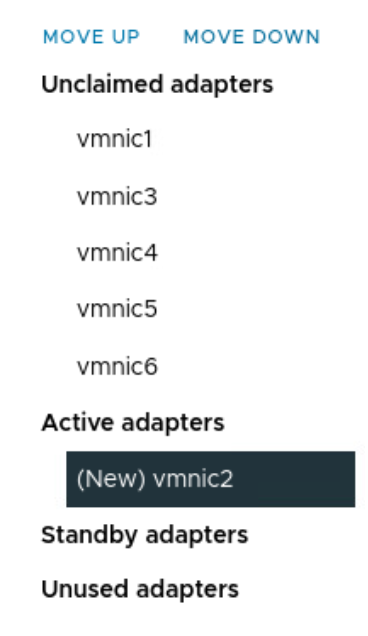 MOVE UP MOVE DOWN
Unclaimed adapters
vmnic1
vmnic3
vmnic4
vmnic5
vmnic6
Active adapters
(New) vmnic2
Standby adapters
Unused adapters